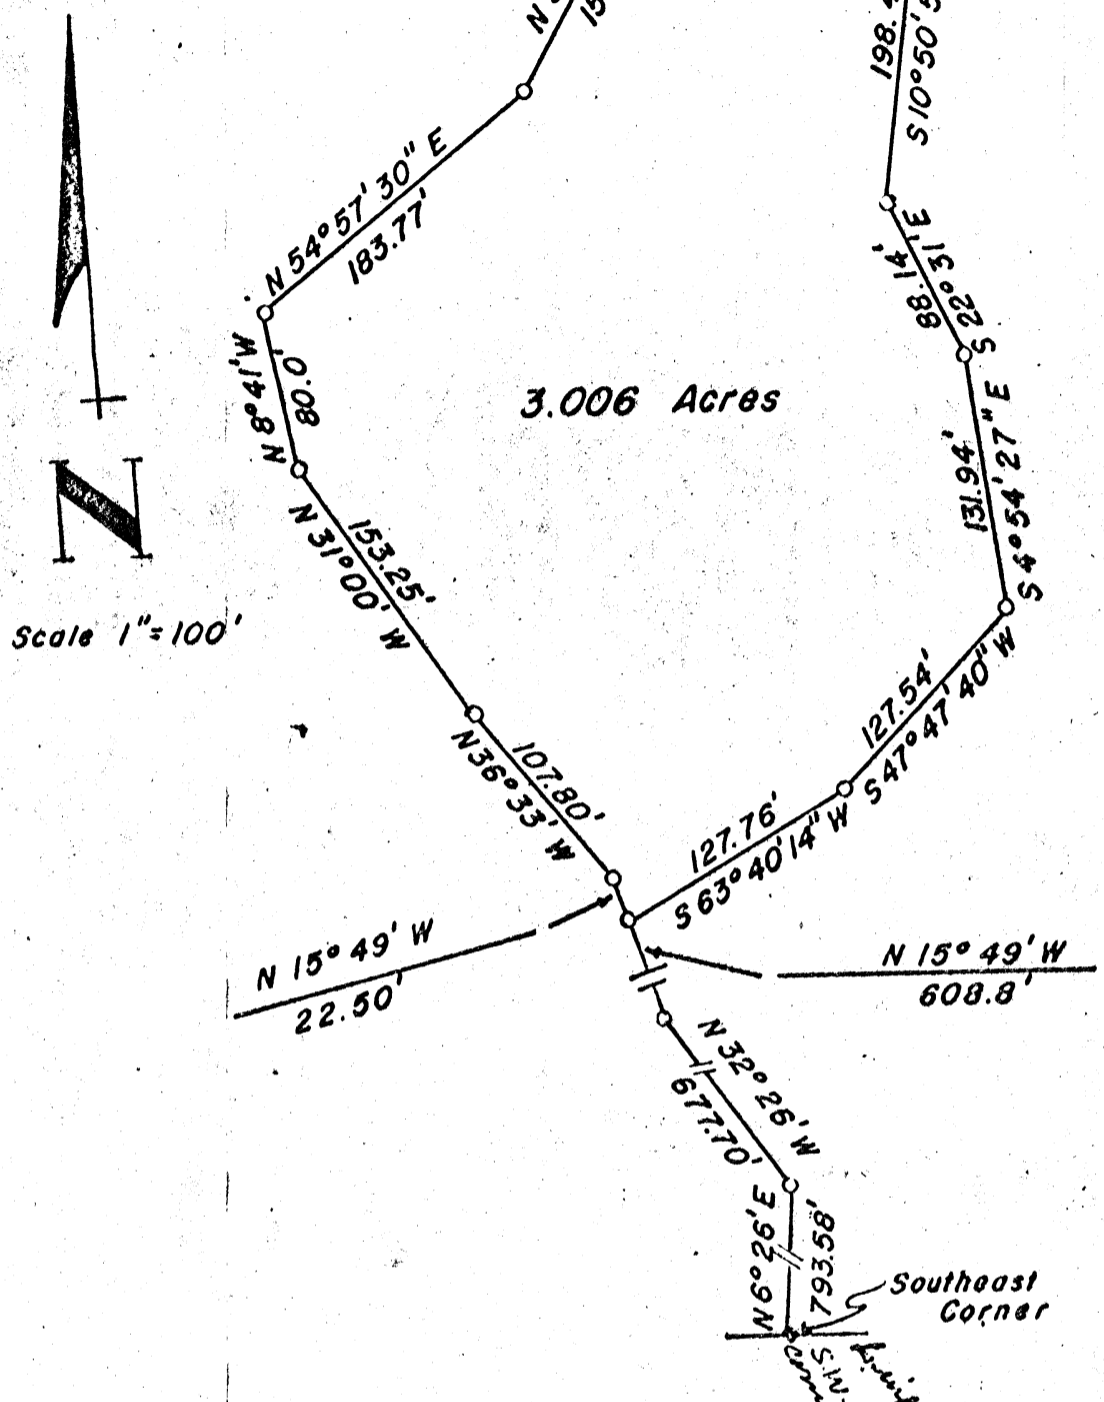 N
15
198.
S 10°50'5
N 54°57'30" E
183.77'
88.14'
S 22°31'E
N 8°41'W
80.0'
3.006 Acres
131.94'
S 4°54'27" E
N
Scale 1"=100'
153.25'
N 31°00' W
127.54'
S 47°47'40" W
107.80'
N 36°33' W
127.76'
S 63°40'14" W
N 15°49' W
22.50'
N 15°49' W
608.8'
N 32°26' W
677.70'
N 6°26' E
793.58'
Southeast
Corner
S.W.